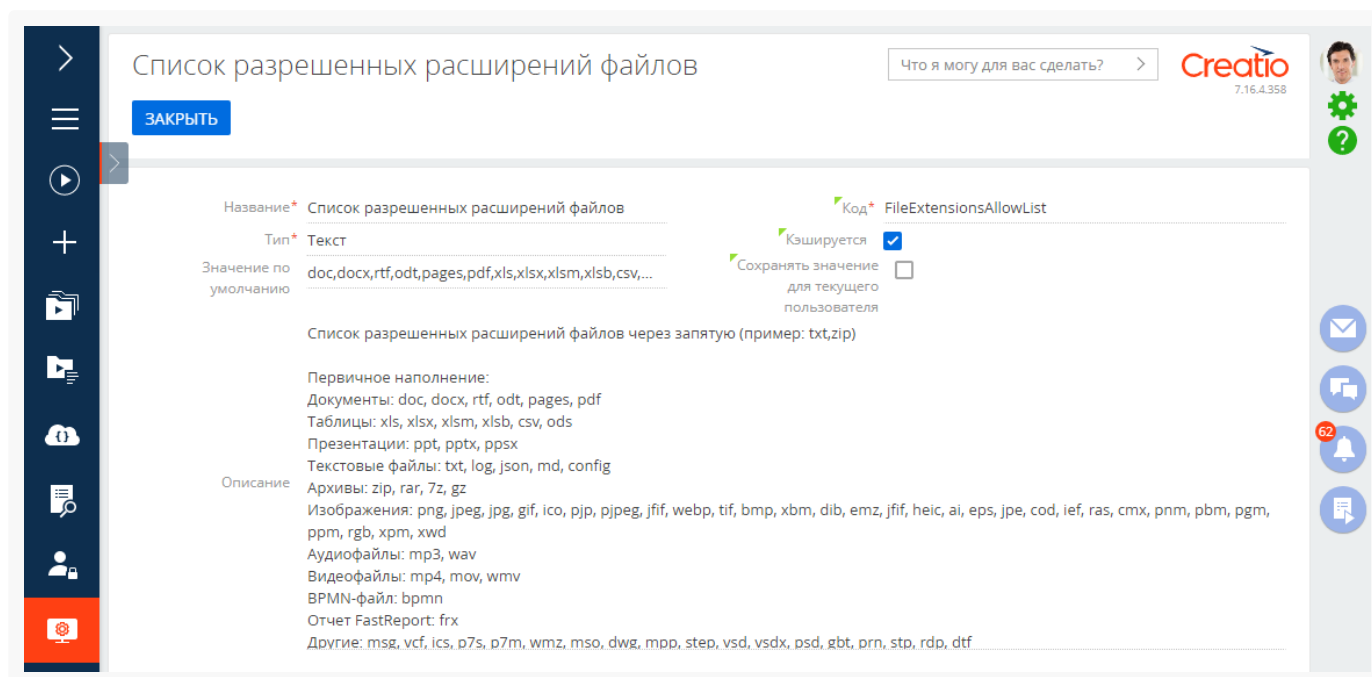 Список разрешенных расширений файлов
Что я могу для вас сделать?
Creatio
7.16.4.358
ЗАКРЫТЬ
Название* Список разрешенных расширений файлов
Код* FileExtensionsAllowList
Тип* Текст
Кэшируется
Значение по
умолчанию
doc,docx,rtf,odt,pages,pdf,xls,xlsx,xlsm,xlsb,csv,...
Сохранять значение
для текущего
пользователя
Описание
Список разрешенных расширений файлов через запятую (пример: txt,zip)
Первичное наполнение:
Документы: doc, docx, rtf, odt, pages, pdf
Таблицы: xls, xlsx, xlsm, xlsb, csv, ods
Презентации: ppt, pptx, ppsx
Текстовые файлы: txt, log, json, md, config
Архивы: zip, rar, 7z, gz
Изображения: png, jpeg, jpg, gif, ico, pjp, pjpeg, jfif, webp, tif, bmp, xbm, dib, emz, jfif, heic, ai, eps, jpe, cod, ief, ras, cmx, pnm, pbm, pgm,
ppm, rgb, xpm, xwd
Аудиофайлы: mp3, wav
Видеофайлы: mp4, mov, wmv
BPMN-файл: bpmn
Отчет FastReport: frx
Другие: msg, vcf, ics, p7s, p7m, wmz, mso, dwg, mpp, step, vsd, vsdx, psd, gbt, prn, stp, rdp, dtf
62